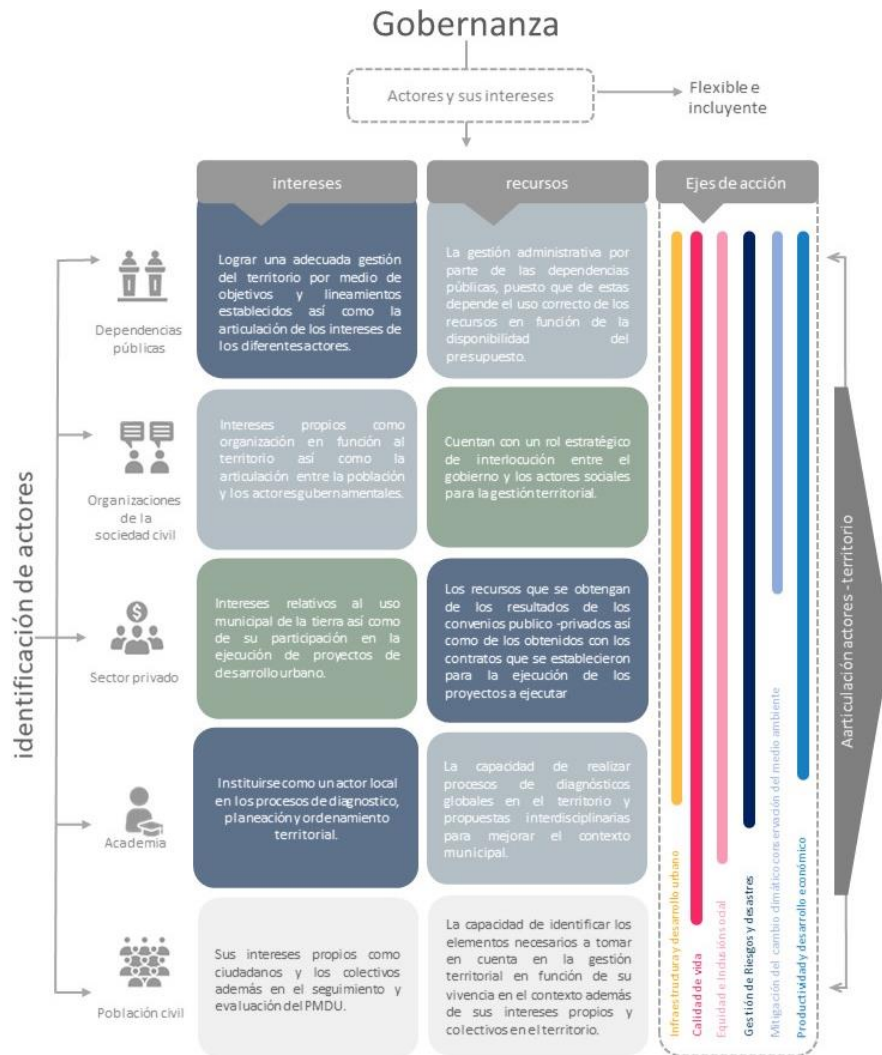 Gobernanza
Actores y sus intereses
Flexible e
incluyente
intereses
recursos
Ejes de acción
identificación de actores
Dependencias
públicas
Lograr una adecuada gestión
del territorio por medio de
objetivos y lineamientos
establecidos así como la
articulación de los intereses de
los diferentes actores.
La gestión administrativa por
parte de las dependencias
públicas, puesto que de estas
depende el uso correcto de los
recursos en función de la
disponibilidad del
presupuesto.
Organizaciones
de la
sociedad civil
Intereses propios como
organización en función al
territorio así como la
articulación entre la población
y los actores gubernamentales.
Cuentan con un rol estratégico
de interlocución entre el
gobierno y los actores sociales
para la gestión territorial.
Sector privado
Intereses relativos al uso
municipal de la tierra así como
de su participación en la
ejecución de proyectos de
desarrollo urbano.
Los recursos que se obtengan
de los resultados de los
convenios publico -privados así
como de los obtenidos con los
contratos que se establecieron
para la ejecución de los
proyectos a ejecutar
Academia
Instituirse como un actor local
en los procesos de diagnostico,
planeación y ordenamiento
territorial.
La capacidad de realizar
procesos de diagnósticos
globales en el territorio y
propuestas interdisciplinarias
para mejorar el contexto
municipal.
Población civil
Sus intereses propios como
ciudadanos y los colectivos
además en el seguimiento y
evaluación del PMDU.
La capacidad de identificar los
elementos necesarios a tomar
en cuenta en la gestión
territorial en función de su
vivencia en el contexto además
de sus intereses propios y
colectivos en el territorio.
Infraestructura y desarrollo urbano
Calidad de vida
Equidad e Inclusión social
Gestión de Riesgos y desastres
Mitigación del cambio climático conservación del medio ambiente
Productividad y desarrollo económico
Aarticulación actores - territorio